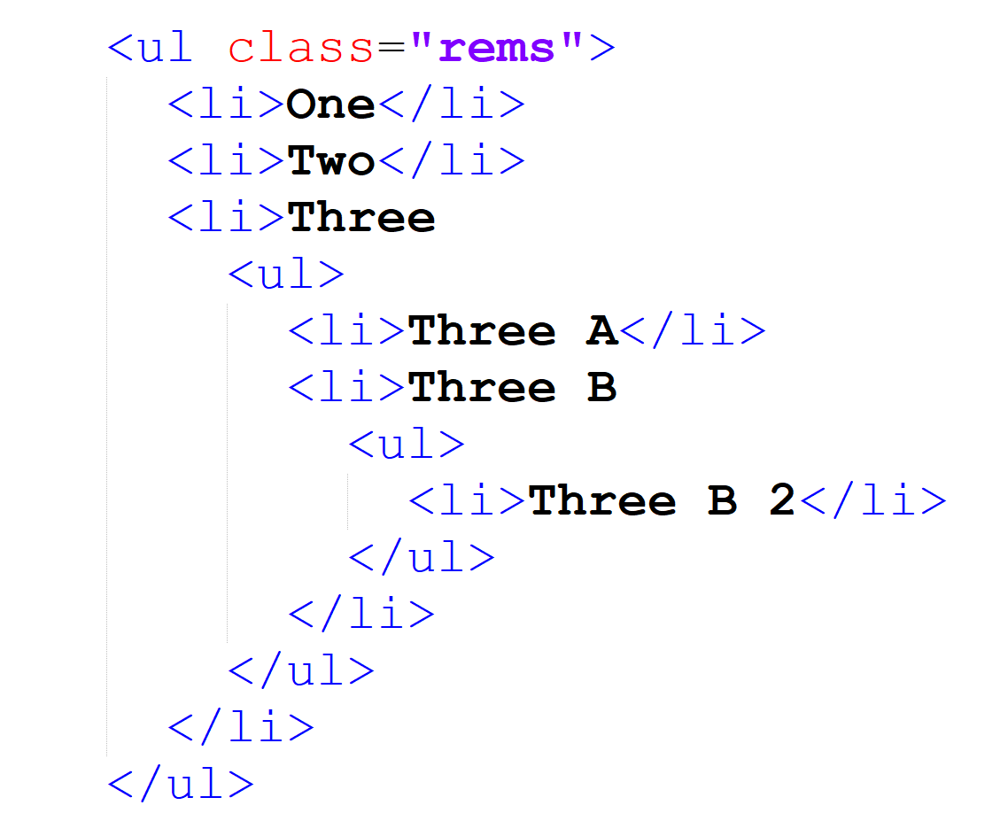 <ul class="rems">
  <li>One</li>
  <li>Two</li>
  <li>Three
    <ul>
      <li>Three A</li>
      <li>Three B
        <ul>
          <li>Three B 2</li>
        </ul>
      </li>
    </ul>
  </li>
</ul>